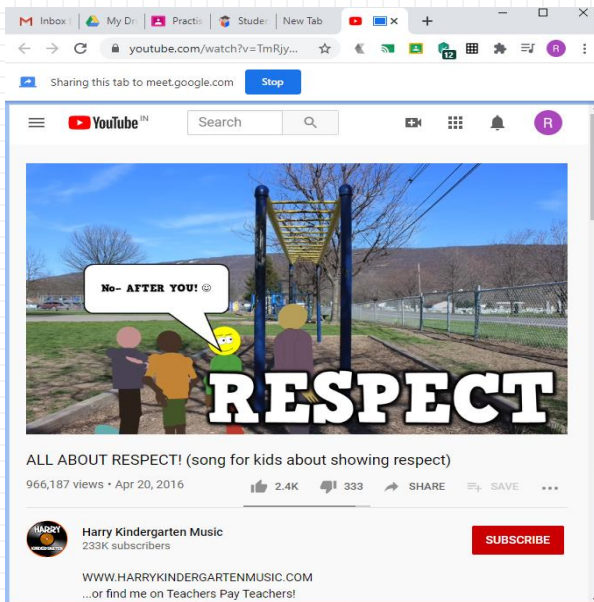 Inbox My Dri Practis Studer New Tab
youtube.com/watch?v=TmRjy... 12 R
Sharing this tab to meet.google.com Stop
YouTube IN Search R
No- AFTER YOU! ☺
RESPECT
ALL ABOUT RESPECT! (song for kids about showing respect)
966,187 views • Apr 20, 2016 2.4K 333 SHARE SAVE ...
HARRY
KINDERGARTEN
Harry Kindergarten Music
233K subscribers
SUBSCRIBE
WWW.HARRYKINDERGARTENMUSIC.COM
...or find me on Teachers Pay Teachers!